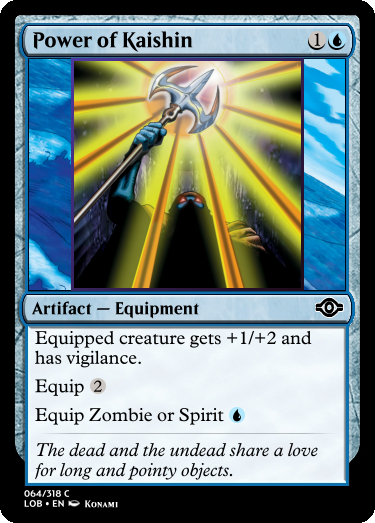 Power of Kaishin 1
Artifact — Equipment
Equipped creature gets +1/+2 and
has vigilance.
Equip 2
Equip Zombie or Spirit
The dead and the undead share a love
for long and pointy objects.
064/318 C
LOB • EN Konami